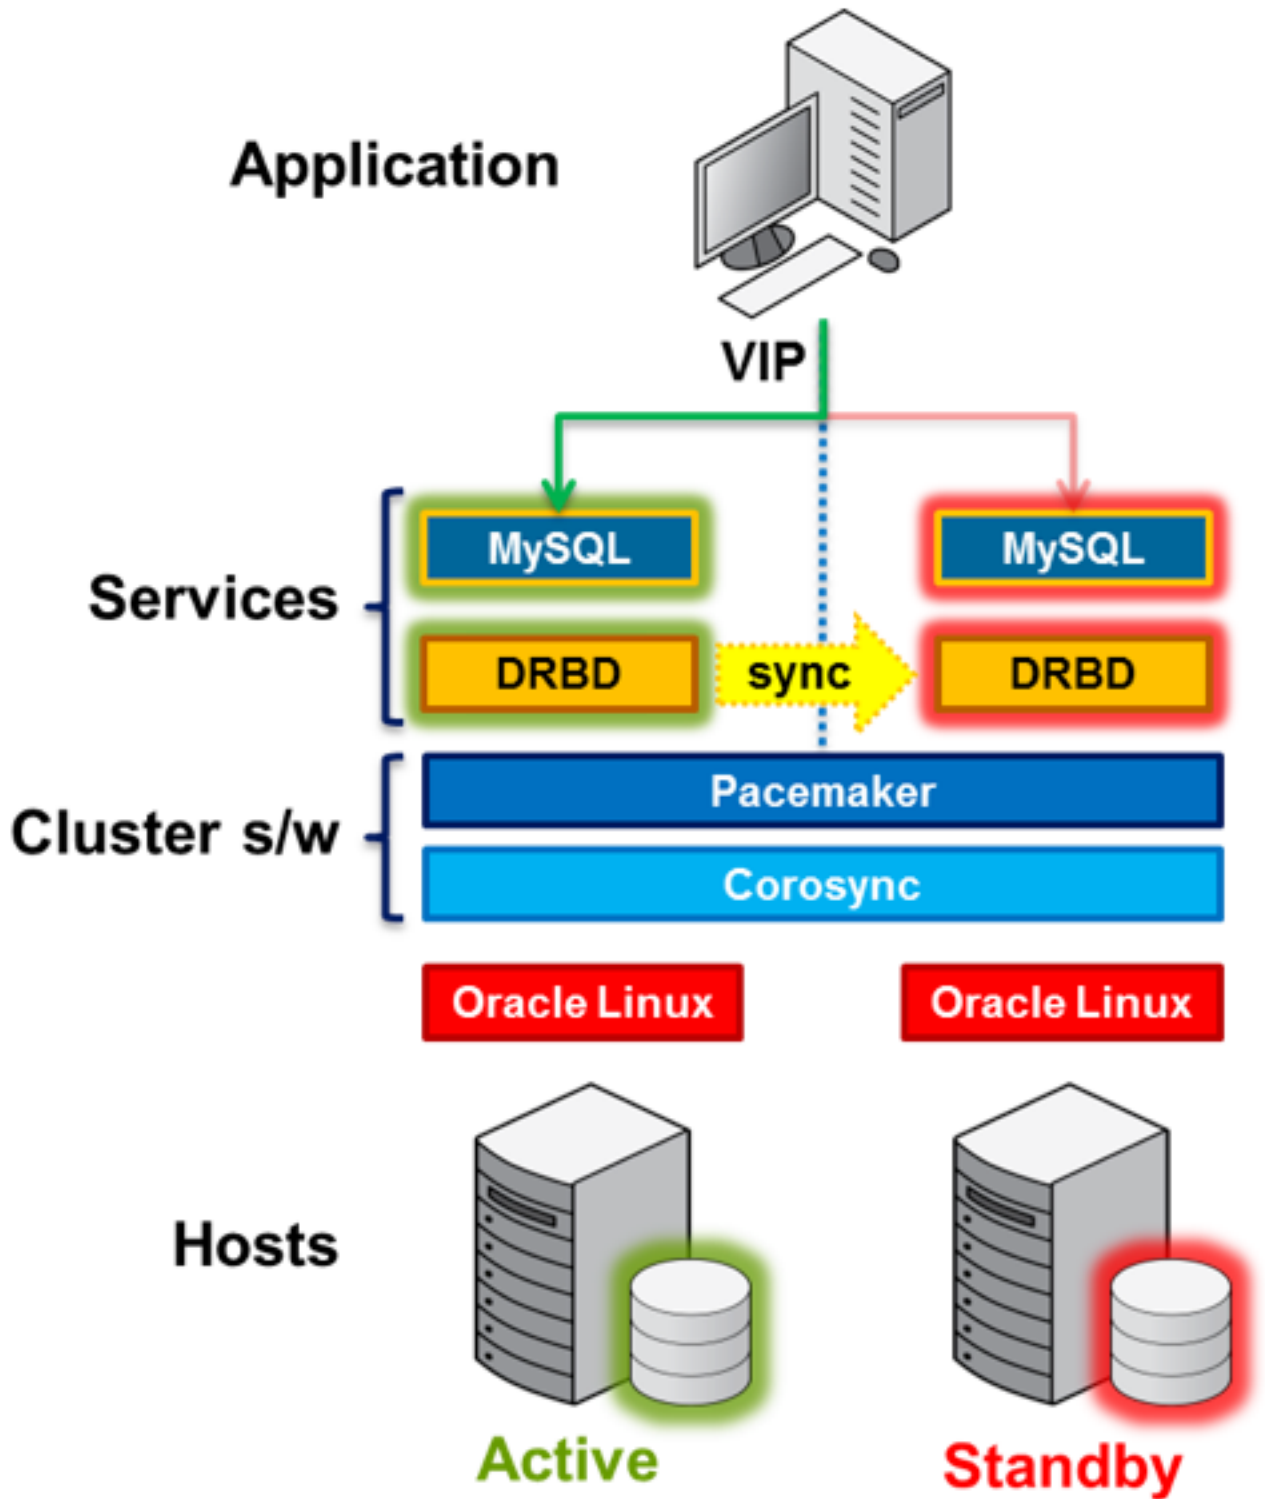 Application
VIP
Services
MySQL
MySQL
DRBD
sync
DRBD
Cluster s/w
Pacemaker
Corosync
Oracle Linux
Oracle Linux
Hosts
Active
Standby